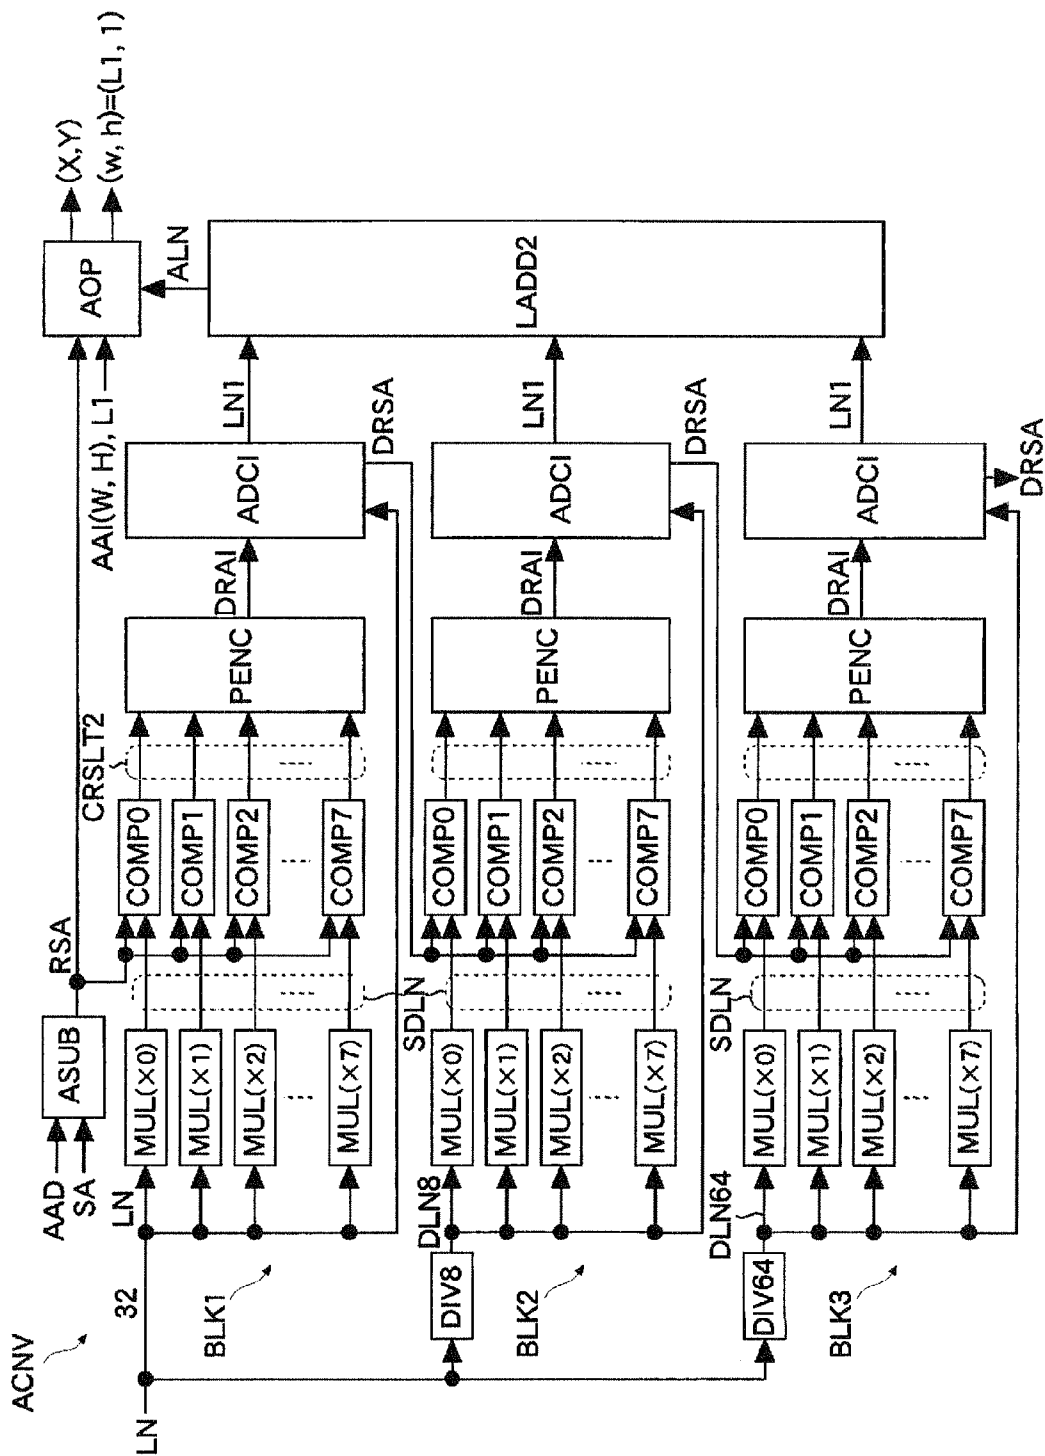 ACNV
LN
32
AAD
SA
ASUB
RSA
AAI(W, H), L1
AOP
(X,Y)
(w, h)=(L1, 1)
ALN
LADD2
BLK1
LN
MUL(×0)
MUL(×1)
MUL(×2)
MUL(×7)
SDLN
COMP0
COMP1
COMP2
COMP7
CRSLT2
PENC
DRAI
ADCI
LN1
DRSA
BLK2
DIV8
DLN8
MUL(×0)
MUL(×1)
MUL(×2)
MUL(×7)
COMP0
COMP1
COMP2
COMP7
PENC
DRAI
ADCI
LN1
DRSA
BLK3
DIV64
DLN64
MUL(×0)
MUL(×1)
MUL(×2)
MUL(×7)
SDLN
COMP0
COMP1
COMP2
COMP7
PENC
DRAI
ADCI
LN1
DRSA